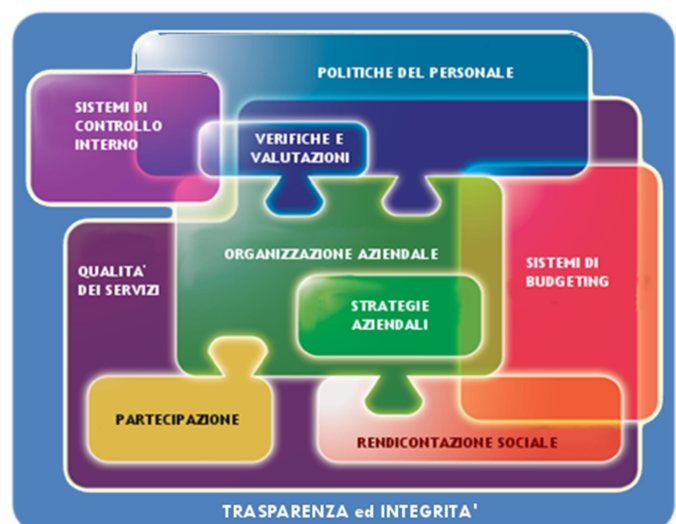 POLITICHE DEL PERSONALE
SISTEMI DI
CONTROLLO
INTERNO
VERIFICHE E
VALUTAZIONI
ORGANIZZAZIONE AZIENDALE
QUALITA'
DEI SERVIZI
SISTEMI DI
BUDGETING
STRATEGIE
AZIENDALI
PARTECIPAZIONE
RENDICONTAZIONE SOCIALE
TRASPARENZA ed INTEGRITA'